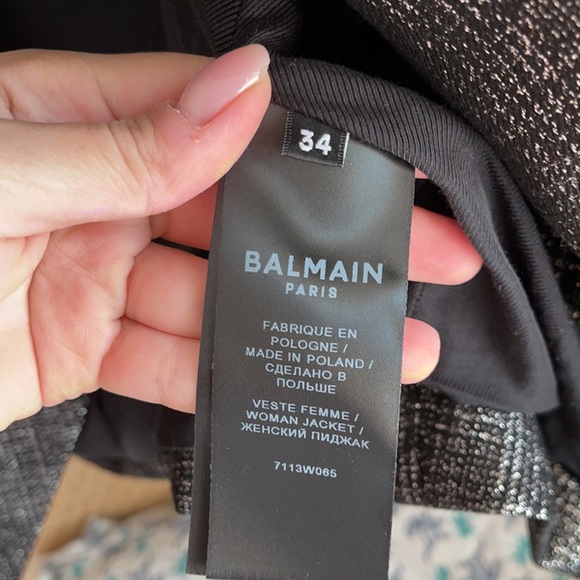 34
BALMAIN
PARIS
FABRIQUE EN
POLOGNE /
MADE IN POLAND /
СДЕЛАНО В
ПОЛЬШЕ
VESTE FEMME /
WOMAN JACKET /
ЖЕНСКИЙ ПИДЖАК
7113W065